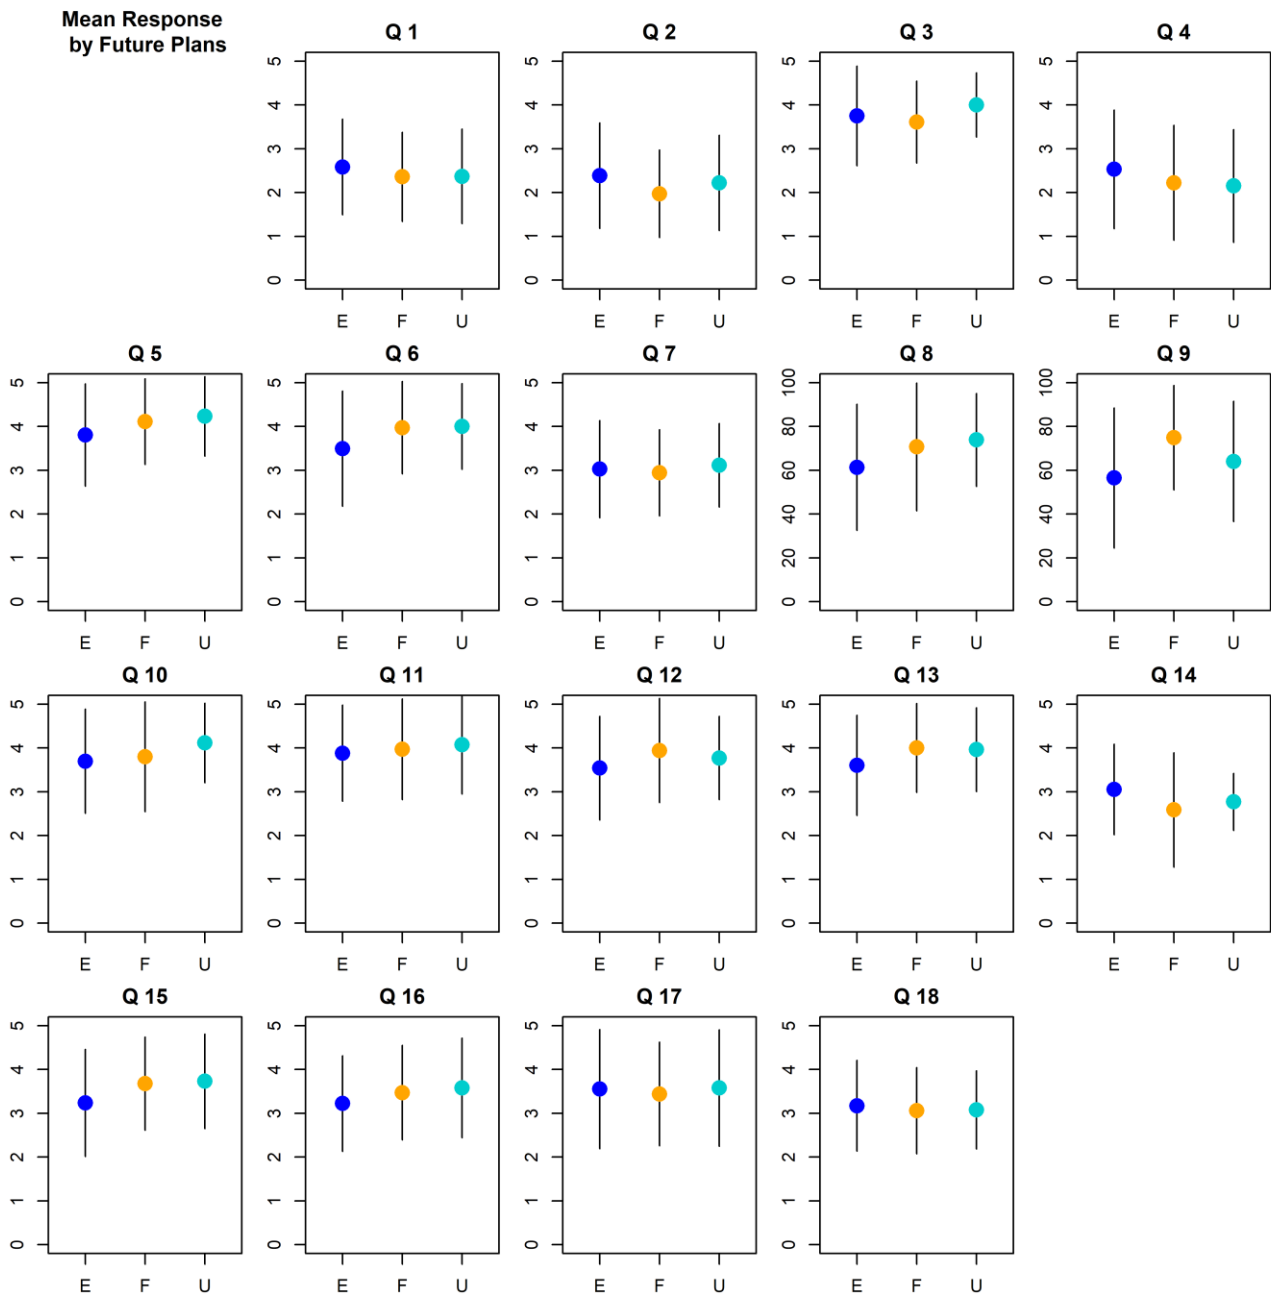 Mean Response
by Future Plans
Q 1
Q 2
Q 3
Q 4
0 1 2 3 4 5
0 1 2 3 4 5
0 1 2 3 4 5
0 1 2 3 4 5
E F U
E F U
E F U
E F U
Q 5
Q 6
Q 7
Q 8
Q 9
0 1 2 3 4 5
0 1 2 3 4 5
0 1 2 3 4 5
0 20 40 60 80 100
0 20 40 60 80 100
E F U
E F U
E F U
E F U
E F U
Q 10
Q 11
Q 12
Q 13
Q 14
0 1 2 3 4 5
0 1 2 3 4 5
0 1 2 3 4 5
0 1 2 3 4 5
0 1 2 3 4 5
E F U
E F U
E F U
E F U
E F U
Q 15
Q 16
Q 17
Q 18
0 1 2 3 4 5
0 1 2 3 4 5
0 1 2 3 4 5
0 1 2 3 4 5
E F U
E F U
E F U
E F U